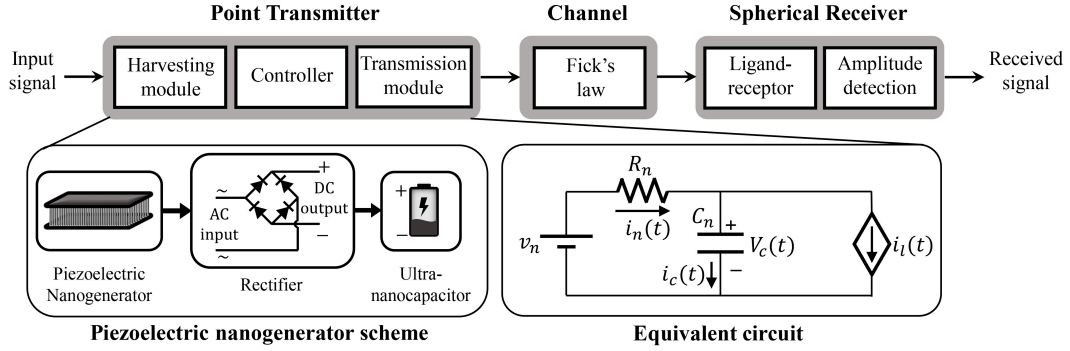 Point Transmitter
Channel
Spherical Receiver
Input
signal
Harvesting
module
Controller
Transmission
module
Fick's
law
Ligand-
receptor
Amplitude
detection
Received
signal
~
AC
input
~
+
DC
output
−
+
−
Piezoelectric
Nanogenerator
Rectifier
Ultra-
nanocapacitor
Piezoelectric nanogenerator scheme
R_n
i_n(t)
v_n
C_n +
V_c(t)
i_c(t) −
i_l(t)
Equivalent circuit